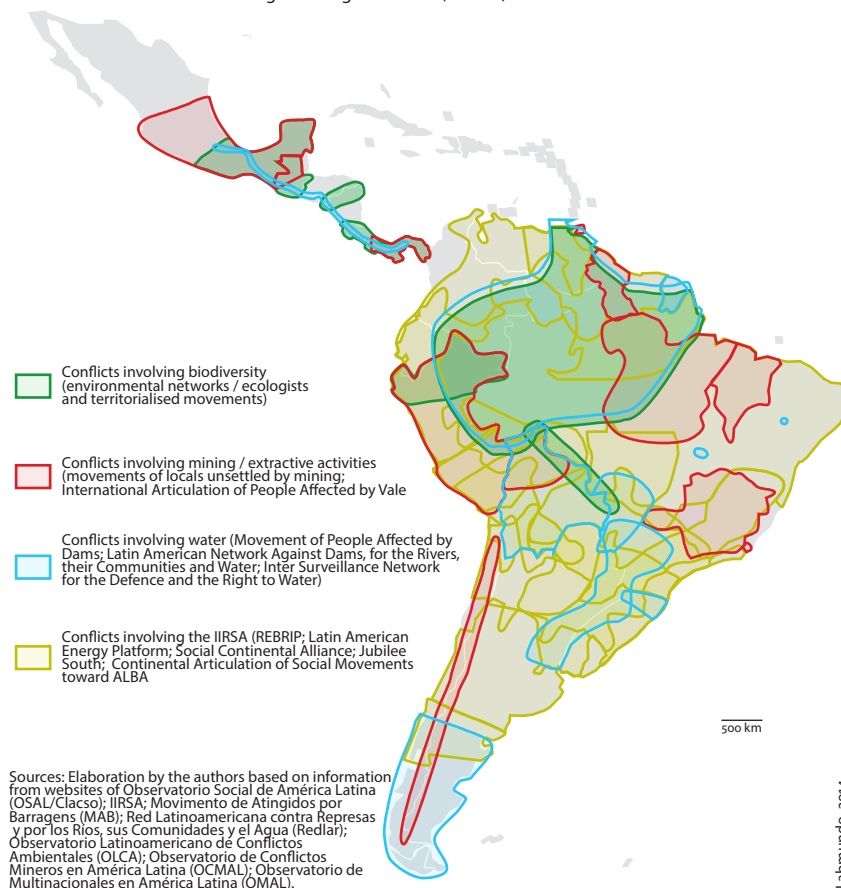 Conflicts involving biodiversity
(environmental networks / ecologists
and territorialised movements)
Conflicts involving mining / extractive activities
(movements of locals unsettled by mining;
International Articulation of People Affected by Vale
Conflicts involving water (Movement of People Affected by
Dams; Latin American Network Against Dams, for the Rivers,
their Communities and Water; Inter Surveillance Network
for the Defence and the Right to Water)
Conflicts involving the IIRSA (REBRIP; Latin American
Energy Platform; Social Continental Alliance; Jubilee
South; Continental Articulation of Social Movements
toward ALBA
500 km
Sources: Elaboration by the authors based on information
from websites of Observatorio Social de América Latina
(OSAL/Clacso); IIRSA; Movimento de Atingidos por
Barragens (MAB); Red Latinoamericana contra Represas
y por los Rios, sus Comunidades y el Agua (Redlar);
Observatorio Latinoamericano de Conflictos
Ambientales (OLCA); Observatorio de Conflictos
Mineros en América Latina (OCMAL); Observatorio de
Multinacionales en América Latina (OMAL).